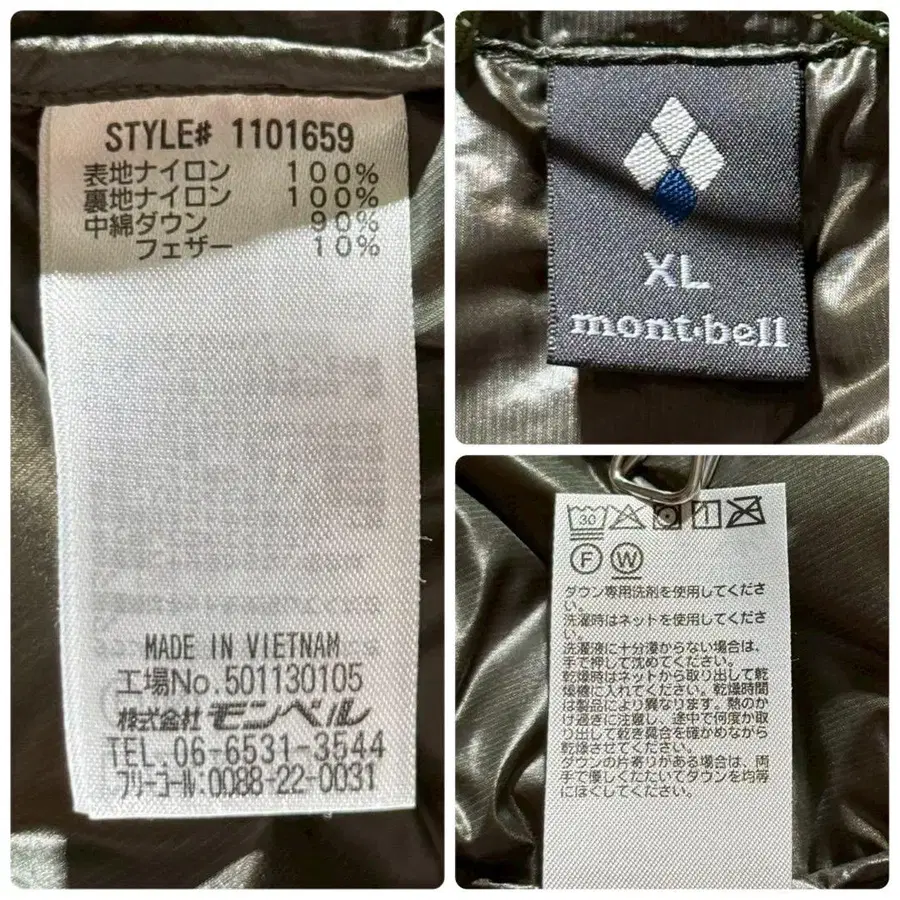 STYLE# 1101659
表地ナイロン 100%
裏地ナイロン 100%
中綿ダウン 90%
フェザー 10%
MADE IN VIETNAM
工場No.501130105
株式会社 モンベル
TEL.06-6531-3544
フリーコール:0088-22-0031
XL
mont-bell
30
F W
ダウン専用洗剤を使用してくださ
い。
洗濯時はネットを使用してくださ
い。
洗濯液に十分漬からない場合は、
手で押して沈めてください。
乾燥時はネットから取り出して乾
燥機に入れてください。乾燥時間
は製品により異なります。熱のか
け過ぎに注意し、途中で何度か取
り出して乾き具合を確かめながら
乾燥させてください。
ダウンの片寄りがある場合は、両
手で優しくたたいてダウンを均等
にほぐしてください。